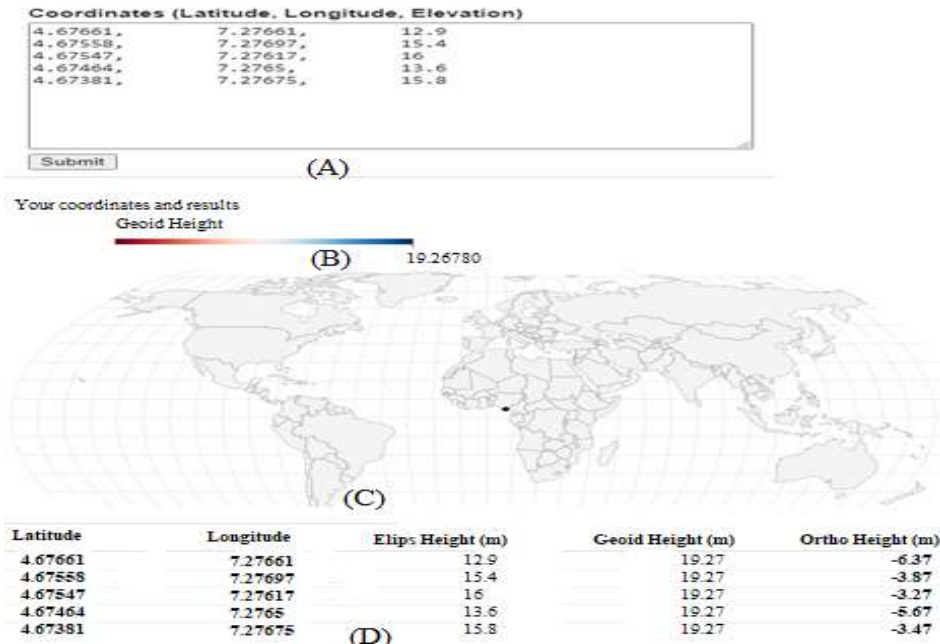 Coordinates (Latitude, Longitude, Elevation)
4.67661, 7.27661, 12.9
4.67558, 7.27697, 15.4
4.67547, 7.27617, 16
4.67464, 7.2765, 13.6
4.67381, 7.27675, 15.8
Submit
(A)
Your coordinates and results
Geoid Height
(B)
19.26780
(C)
Latitude Longitude Elips Height (m) Geoid Height (m) Ortho Height (m)
4.67661 7.27661 12.9 19.27 -6.37
4.67558 7.27697 15.4 19.27 -3.87
4.67547 7.27617 16 19.27 -3.27
4.67464 7.2765 13.6 19.27 -5.67
4.67381 7.27675 15.8 19.27 -3.47
(D)